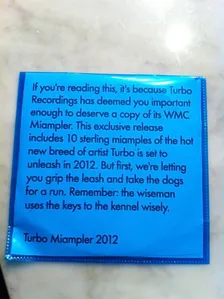 If you're reading this, it's because Turbo
Recordings has deemed you important
enough to deserve a copy of its WMC
Miampler. This exclusive release
includes 10 sterling miamples of the hot
new breed of artist Turbo is set to
unleash in 2012. But first, we're letting
you grip the leash and take the dogs
for a run. Remember: the wiseman
uses the keys to the kennel wisely.
Turbo Miampler 2012